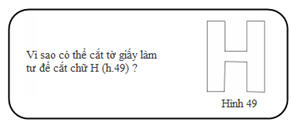 Vì sao có thể cắt tờ giấy làm
tư để cắt chữ H (h.49) ?
H
Hình 49